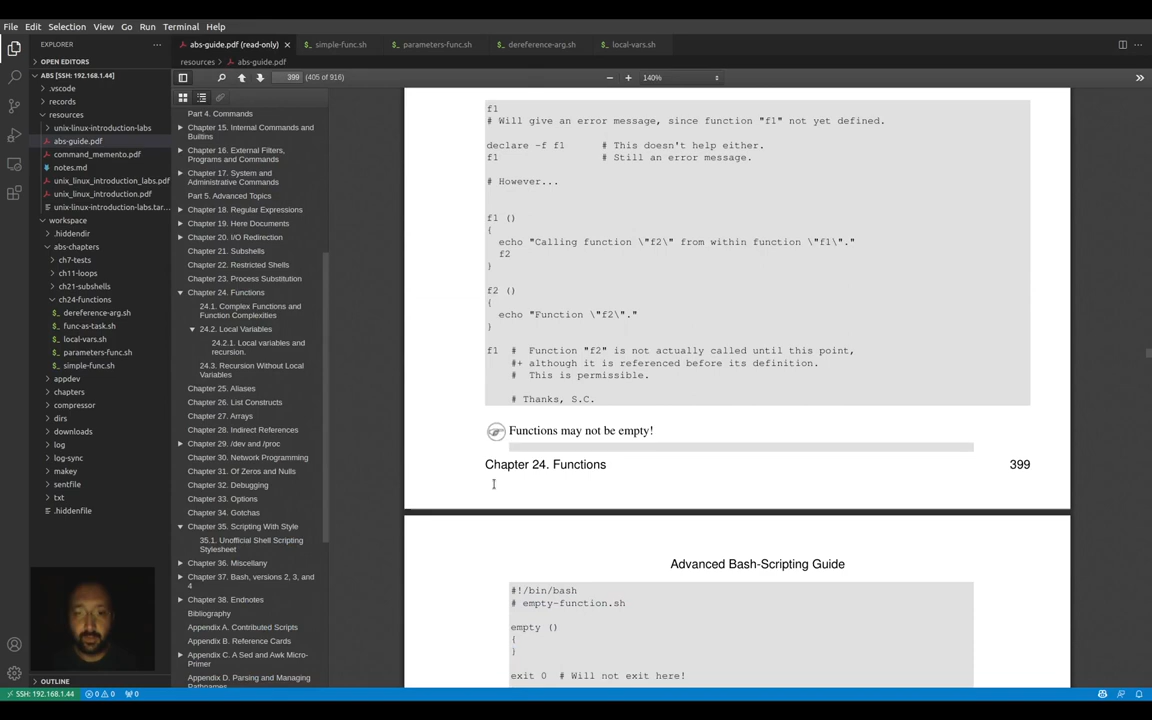 File Edit Selection View Go Run Terminal Help
EXPLORER
OPEN EDITORS
ABS [SSH: 192.168.1.44]
.vscode
records
resources
unix-linux-introduction-labs
abs-guide.pdf
command_memento.pdf
notes.md
unix_linux_introduction_labs.pdf
unix_linux_introduction.pdf
unix-linux-introduction-labs.tar...
workspace
.hiddendir
abs-chapters
ch7-tests
ch11-loops
ch21-subshells
ch24-functions
dereference-arg.sh
func-as-task.sh
local-vars.sh
parameters-func.sh
simple-func.sh
appdev
chapters
compressor
dirs
downloads
log
log-sync
makey
sentfile
txt
.hiddenfile
OUTLINE
abs-guide.pdf (read-only) simple-func.sh parameters-func.sh dereference-arg.sh local-vars.sh
resources > abs-guide.pdf
399 (405 of 916) 140%
Part 4. Commands
Chapter 15. Internal Commands and
Builtins
Chapter 16. External Filters,
Programs and Commands
Chapter 17. System and
Administrative Commands
Part 5. Advanced Topics
Chapter 18. Regular Expressions
Chapter 19. Here Documents
Chapter 20. I/O Redirection
Chapter 21. Subshells
Chapter 22. Restricted Shells
Chapter 23. Process Substitution
Chapter 24. Functions
24.1. Complex Functions and
Function Complexities
24.2. Local Variables
24.2.1. Local variables and
recursion.
24.3. Recursion Without Local
Variables
Chapter 25. Aliases
Chapter 26. List Constructs
Chapter 27. Arrays
Chapter 28. Indirect References
Chapter 29. /dev and /proc
Chapter 30. Network Programming
Chapter 31. Of Zeros and Nulls
Chapter 32. Debugging
Chapter 33. Options
Chapter 34. Gotchas
Chapter 35. Scripting With Style
35.1. Unofficial Shell Scripting
Stylesheet
Chapter 36. Miscellany
Chapter 37. Bash, versions 2, 3, and
4
Chapter 38. Endnotes
Bibliography
Appendix A. Contributed Scripts
Appendix B. Reference Cards
Appendix C. A Sed and Awk Micro-
Primer
Appendix D. Parsing and Managing
Pathnames
f1
# Will give an error message, since function "f1" not yet defined.
declare -f f1 # This doesn't help either.
f1 # Still an error message.
# However...
f1 ()
{
echo "Calling function \"f2\" from within function \"f1\"."
f2
}
f2 ()
{
echo "Function \"f2\"."
}
f1 # Function "f2" is not actually called until this point,
#+ although it is referenced before its definition.
# This is permissible.
# Thanks, S.C.
Functions may not be empty!
Chapter 24. Functions 399
Advanced Bash-Scripting Guide
#!/bin/bash
# empty-function.sh
empty ()
{
}
exit 0 # Will not exit here!
SSH: 192.168.1.44 0 0 0